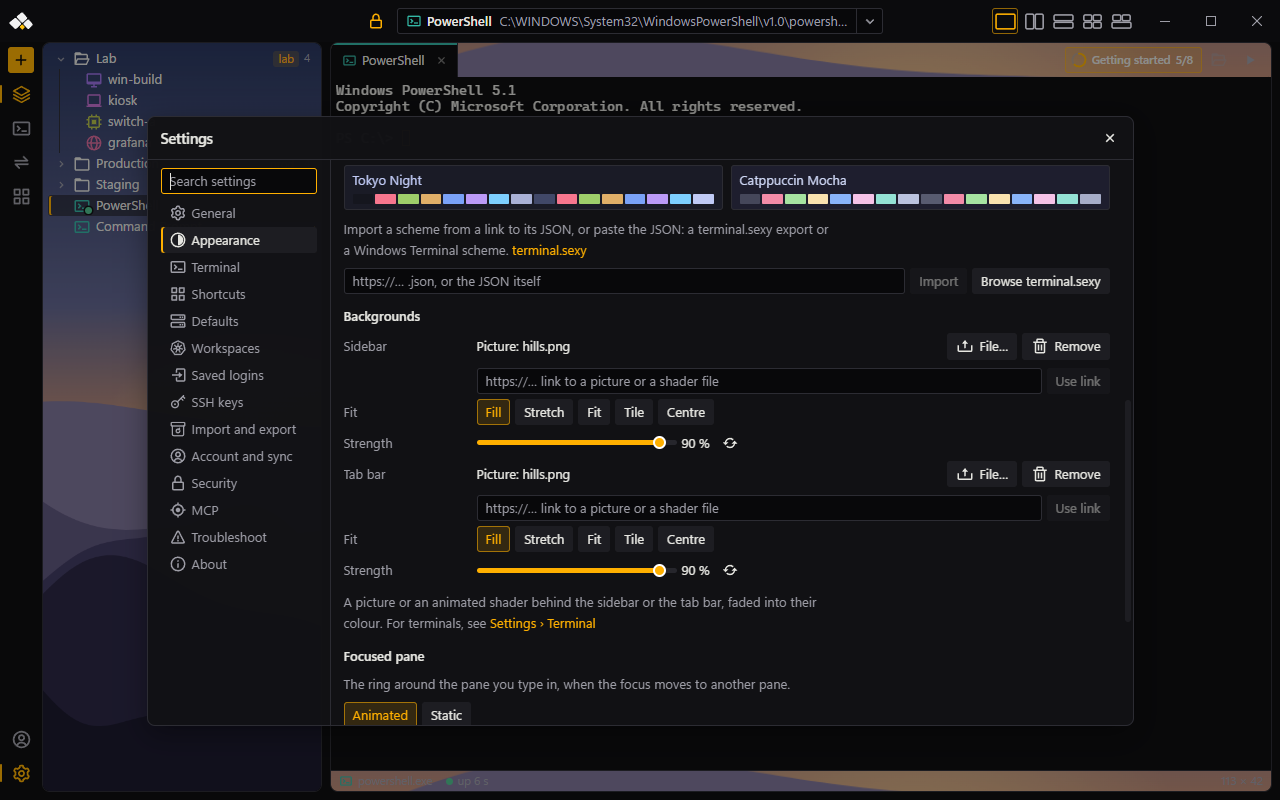 PowerShell C:\WINDOWS\System32\WindowsPowerShell\v1.0\powersh...
Lab
lab 4
win-build
kiosk
switch-
grafana
Productio
Staging
PowerShe
Comman
PowerShell
Getting started 5/8
Windows PowerShell 5.1
Copyright (C) Microsoft Corporation. All rights reserved.
Settings
Search settings
General
Appearance
Terminal
Shortcuts
Defaults
Workspaces
Saved logins
SSH keys
Import and export
Account and sync
Security
MCP
Troubleshoot
About
Tokyo Night
Catppuccin Mocha
Import a scheme from a link to its JSON, or paste the JSON: a terminal.sexy export or
a Windows Terminal scheme. terminal.sexy
https://... .json, or the JSON itself
Import
Browse terminal.sexy
Backgrounds
Sidebar
Picture: hills.png
File...
Remove
https://... link to a picture or a shader file
Use link
Fit
Fill
Stretch
Fit
Tile
Centre
Strength
90 %
Tab bar
Picture: hills.png
File...
Remove
https://... link to a picture or a shader file
Use link
Fit
Fill
Stretch
Fit
Tile
Centre
Strength
90 %
A picture or an animated shader behind the sidebar or the tab bar, faded into their
colour. For terminals, see Settings › Terminal
Focused pane
The ring around the pane you type in, when the focus moves to another pane.
Animated
Static
up 6 s